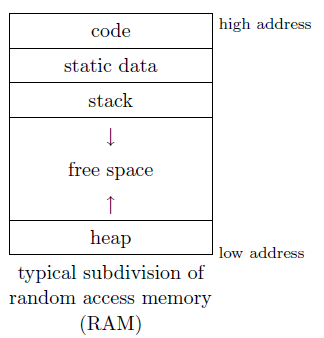 code
high address
static data
stack
↓
free space
↑
heap
low address
typical subdivision of
random access memory
(RAM)